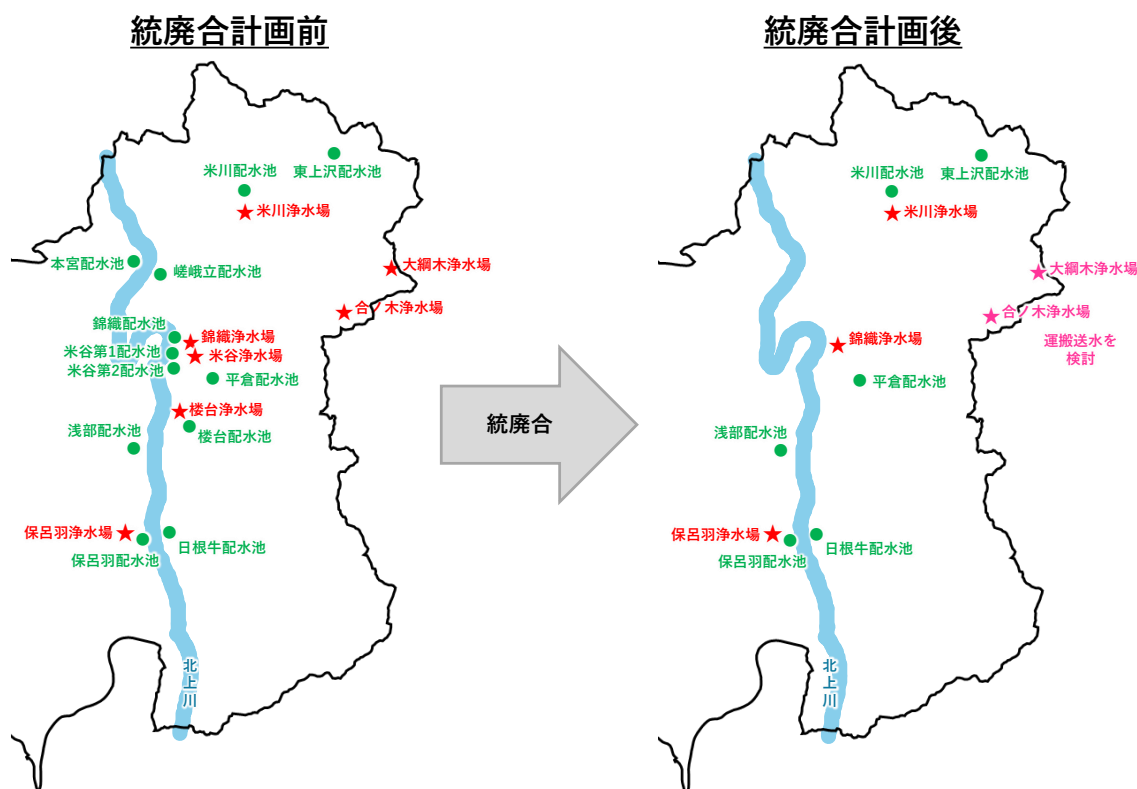 統廃合計画前
米川配水池
東上沢配水池
米川浄水場
本宮配水池
嵯峨立配水池
大綱木浄水場
合ノ木浄水場
錦織配水池
錦織浄水場
米谷第1配水池
米谷浄水場
米谷第2配水池
平倉配水池
楼台浄水場
浅部配水池
楼台配水池
保呂羽浄水場
日根牛配水池
保呂羽配水池
北上川
統廃合
統廃合計画後
米川配水池
東上沢配水池
米川浄水場
大綱木浄水場
合ノ木浄水場
運搬送水を
検討
錦織浄水場
平倉配水池
浅部配水池
保呂羽浄水場
日根牛配水池
保呂羽配水池
北上川